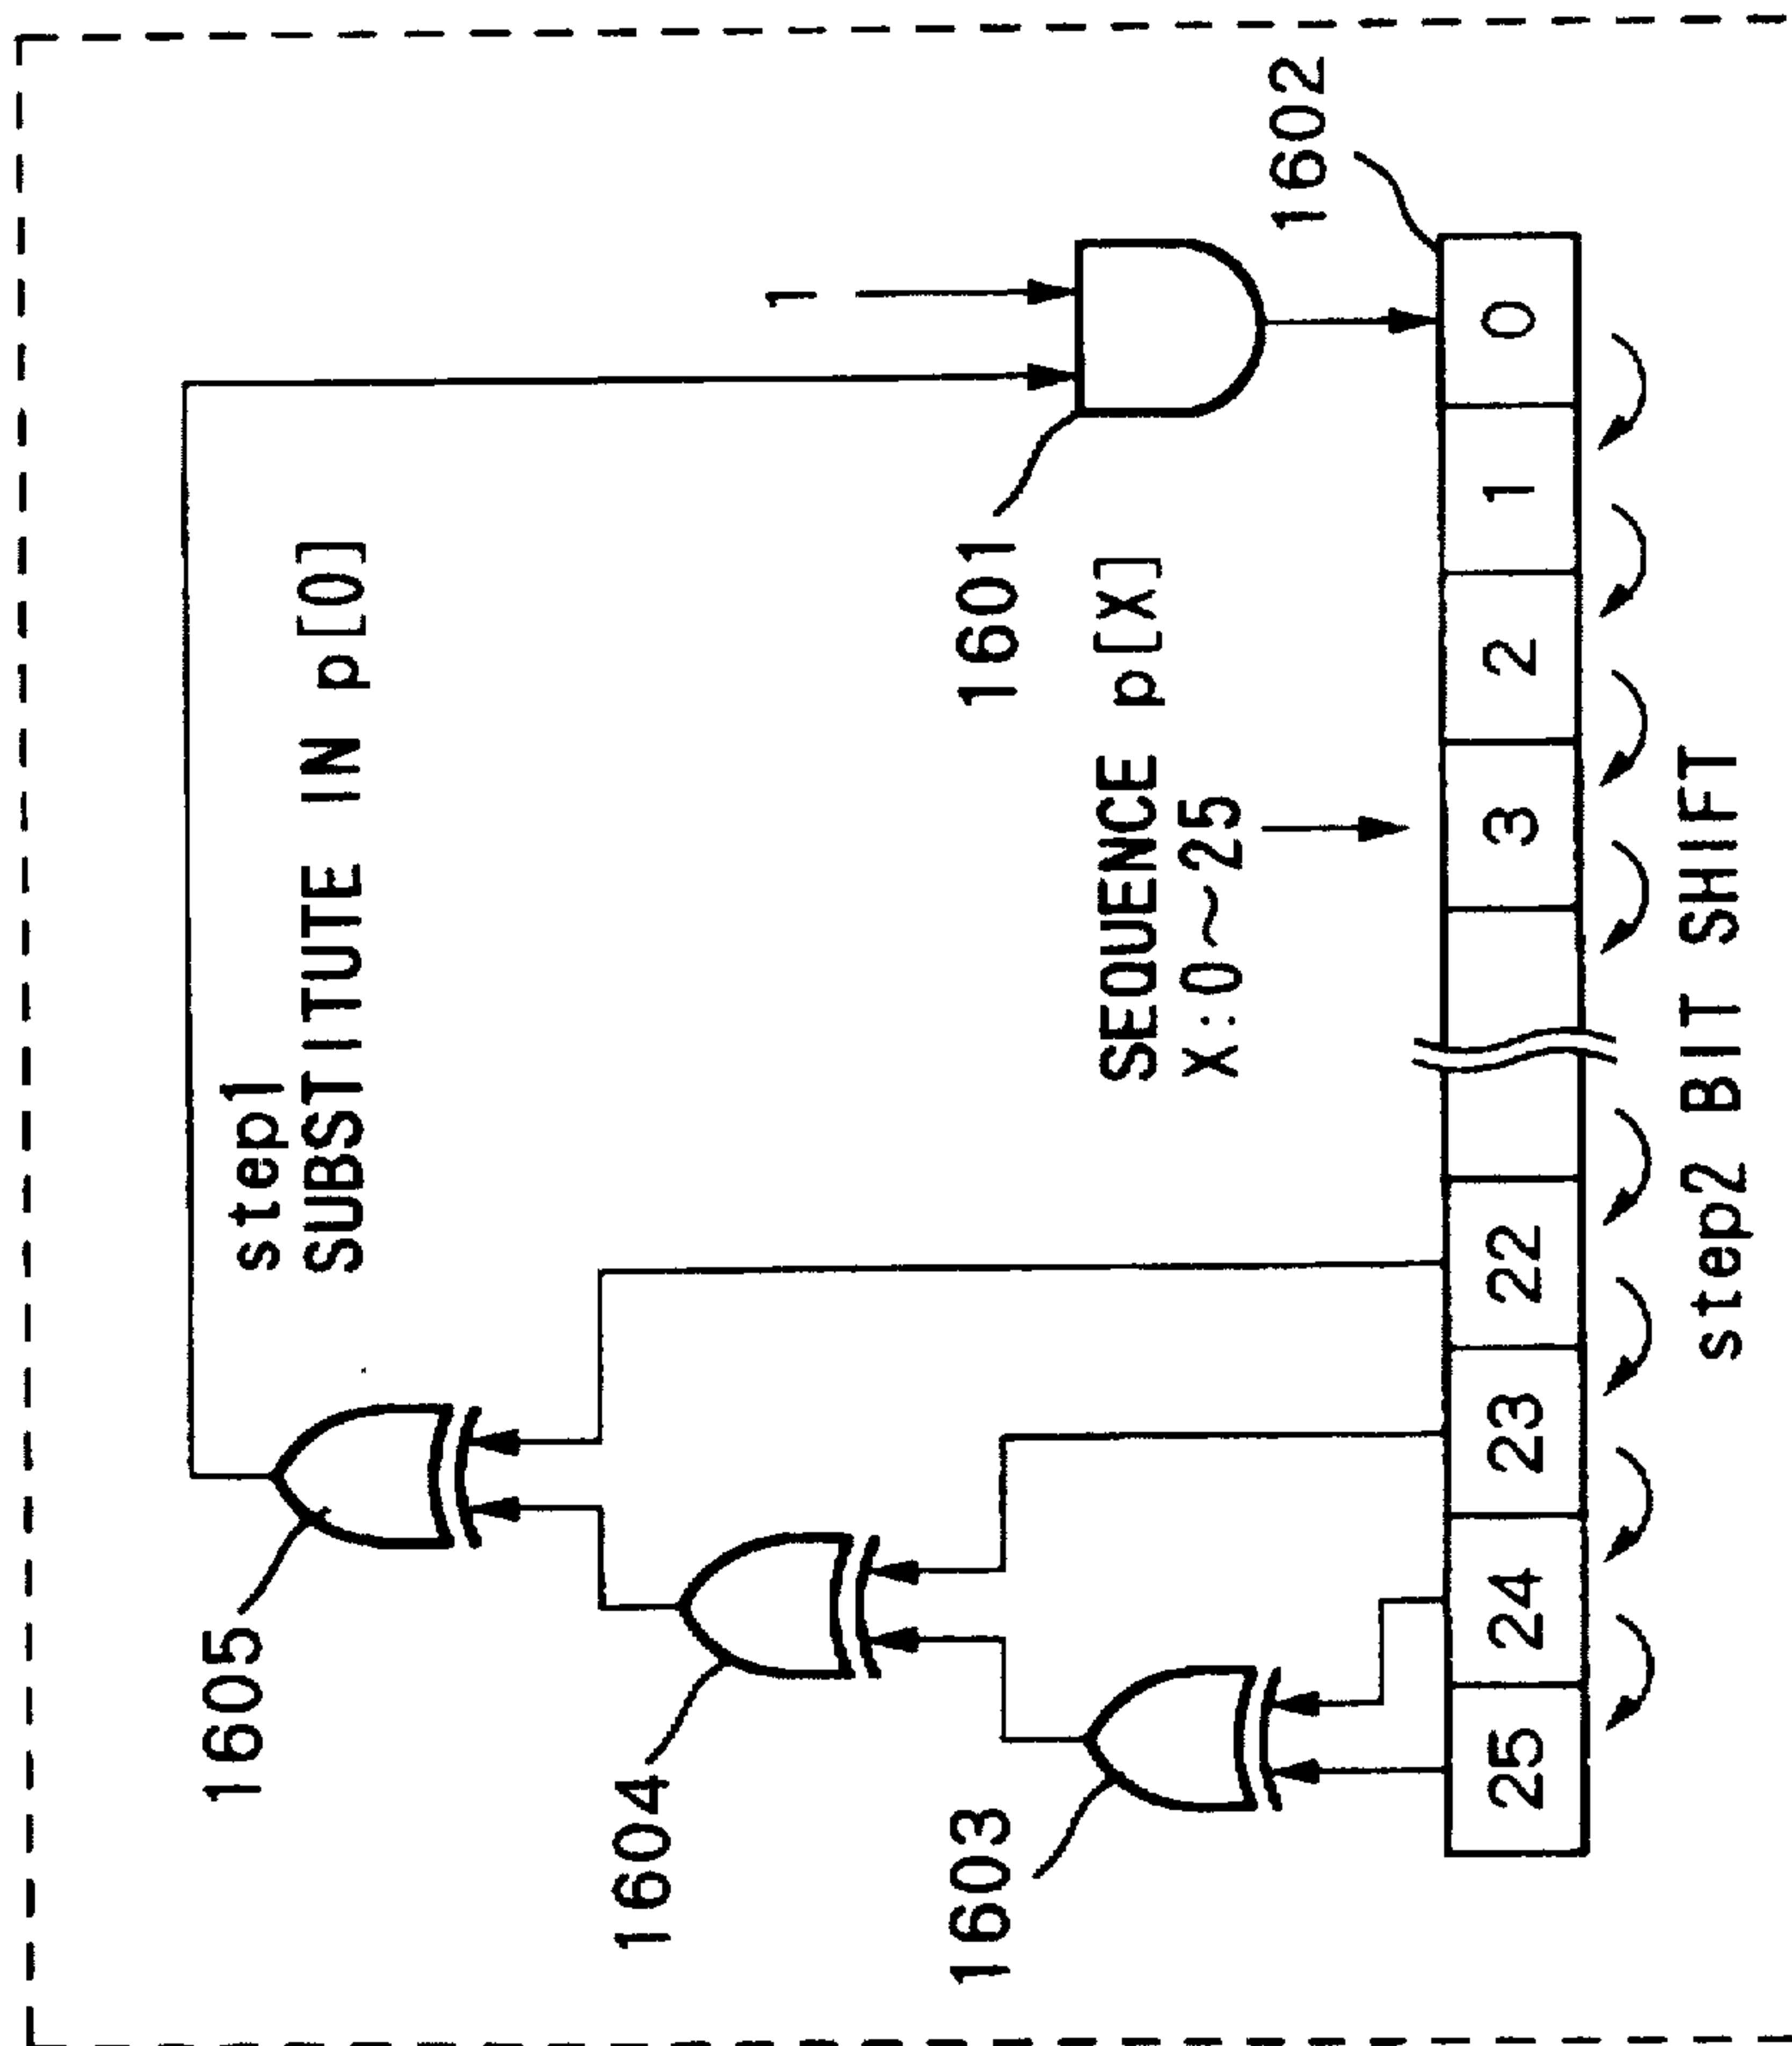 step1
SUBSTITUTE IN p[0]
1605
1604
1603
1
1601
1602
SEQUENCE p[X]
X:0~25
25 24 23 22 3 2 1 0
step2 BIT SHIFT